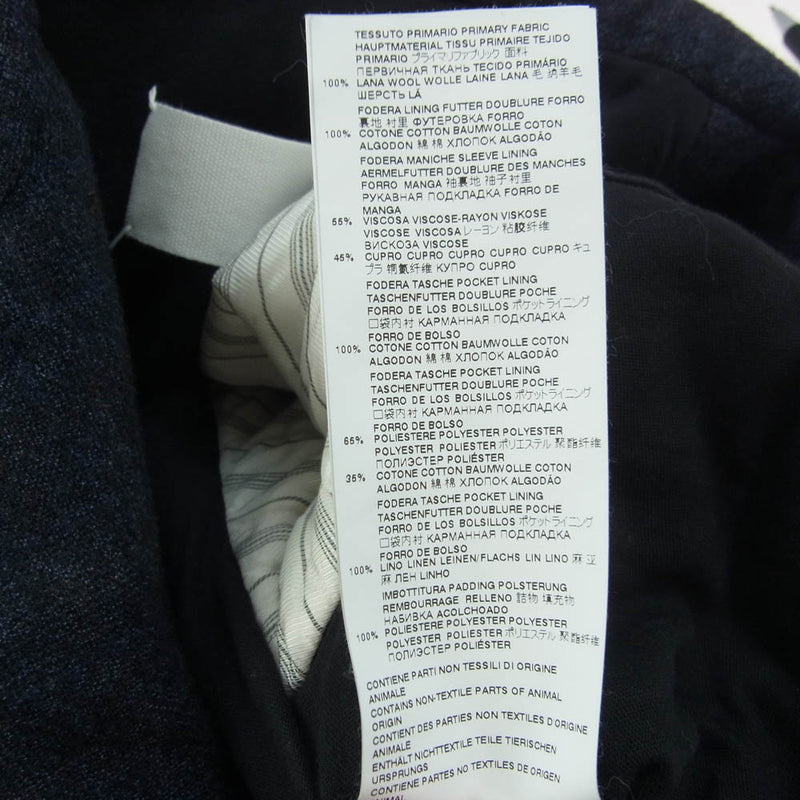 TESSUTO PRIMARIO PRIMARY FABRIC
HAUPTMATERIAL TISSU PRIMAIRE TEJIDO
PRIMARIO プライマリファブリック 面料
ПЕРВИЧНАЯ ТКАНЬ TECIDO PRIMÁRIO
100% LANA WOOL WOLLE LAINE LANA 毛 绵羊毛
ШЕРСТЬ LÃ
FODERA LINING FUTTER DOUBLURE FORRO
裏地 衬里 ФУТЕРОВКА FORRO
100% COTONE COTTON BAUMWOLLE COTON
ALGODON 綿 棉 ХЛОПОК ALGODÃO
FODERA MANICHE SLEEVE LINING
AERMELFUTTER DOUBLURE DES MANCHES
FORRO MANGA 袖裏地 袖子衬里
РУКАВНАЯ ПОДКЛАДКА FORRO DE
MANGA
55% VISCOSA VISCOSE-RAYON VISKOSE
VISCOSE VISCOSA レーヨン 粘胶纤维
ВИСКОЗА VISCOSE
45% CUPRO CUPRO CUPRO CUPRO CUPRO キュ
プラ 铜氨纤维 КУПРО CUPRO
FODERA TASCHE POCKET LINING
TASCHENFUTTER DOUBLURE POCHE
FORRO DE LOS BOLSILLOS ポケットライニング
口袋内衬 КАРМАННАЯ ПОДКЛАДКА
FORRO DE BOLSO
100% COTONE COTTON BAUMWOLLE COTON
ALGODON 綿 棉 ХЛОПОК ALGODÃO
FODERA TASCHE POCKET LINING
TASCHENFUTTER DOUBLURE POCHE
FORRO DE LOS BOLSILLOS ポケットライニング
口袋内衬 КАРМАННАЯ ПОДКЛАДКА
FORRO DE BOLSO
65% POLIESTERE POLYESTER POLYESTER
POLYESTER POLIESTER ポリエステル 聚酯纤维
ПОЛИЭСТЕР POLIÉSTER
35% COTONE COTTON BAUMWOLLE COTON
ALGODON 綿 棉 ХЛОПОК ALGODÃO
FODERA TASCHE POCKET LINING
TASCHENFUTTER DOUBLURE POCHE
FORRO DE LOS BOLSILLOS ポケットライニング
口袋内衬 КАРМАННАЯ ПОДКЛАДКА
FORRO DE BOLSO
100% LINO LINEN LEINEN/FLACHS LIN LINO 麻 亚
麻 ЛЕН LINHO
IMBOTTITURA PADDING POLSTERUNG
REMBOURRAGE RELLENO 詰物 填充物
НАБИВКА ACOLCHOADO
100% POLIESTERE POLYESTER POLYESTER
POLYESTER POLIESTER ポリエステル 聚酯纤维
ПОЛИЭСТЕР POLIÉSTER
CONTIENE PARTI NON TESSILI DI ORIGINE
ANIMALE
CONTAINS NON-TEXTILE PARTS OF ANIMAL
ORIGIN
CONTIENT DES PARTIES NON TEXTILES D'ORIGINE
ANIMALE
ENTHÄLT NICHTTEXTILE TEILE TIERISCHEN
URSPRUNGS
CONTIENE PARTES NO TEXTILES DE ORIGEN
ANIMAL